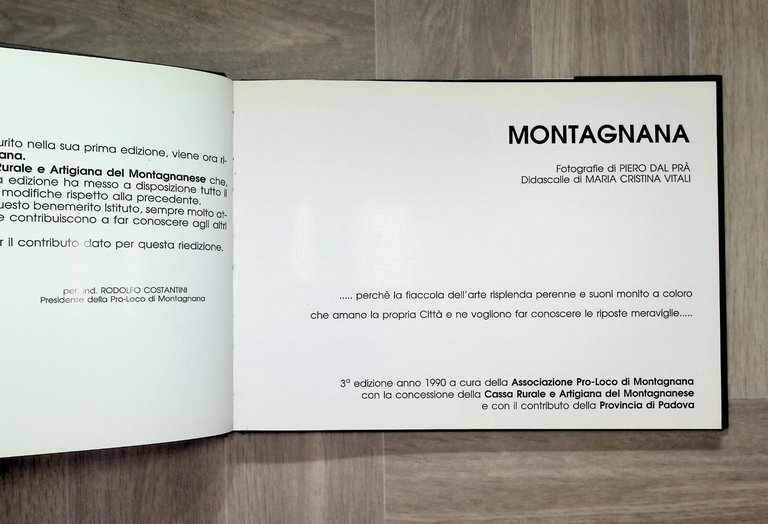 urito nella sua prima edizione, viene ora ri-
ana.
Rurale e Artigiana del Montagnanese che,
a edizione ha messo a disposizione tutto il
modifiche rispetto alla precedente.
uesto benemerito Istituto, sempre molto at-
e contribuiscono a far conoscere agli altri
r il contributo dato per questa riedizione.
per. ind. RODOLFO COSTANTINI
Presidente della Pro-Loco di Montagnana
MONTAGNANA
Fotografie di PIERO DAL PRÀ
Didascalie di MARIA CRISTINA VITALI
..... perchè la fiaccola dell'arte risplenda perenne e suoni monito a coloro
che amano la propria Città e ne vogliono far conoscere le riposte meraviglie.....
3ª edizione anno 1990 a cura della Associazione Pro-Loco di Montagnana
con la concessione della Cassa Rurale e Artigiana del Montagnanese
e con il contributo della Provincia di Padova